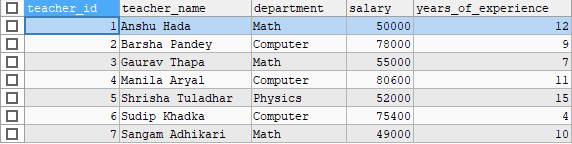 teacher_id teacher_name department salary years_of_experience
1 Anshu Hada Math 50000 12
2 Barsha Pandey Computer 78000 9
3 Gaurav Thapa Math 55000 7
4 Manila Aryal Computer 80600 11
5 Shrisha Tuladhar Physics 52000 15
6 Sudip Khadka Computer 75400 4
7 Sangam Adhikari Math 49000 10